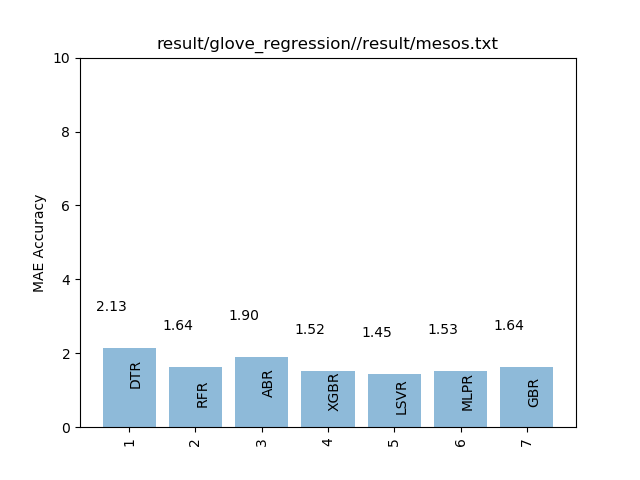 result/glove_regression//result/mesos.txt
MAE Accuracy
10
8
6
4
2
0
2.13
1.64
1.90
1.52
1.45
1.53
1.64
DTR
RFR
ABR
XGBR
LSVR
MLPR
GBR
1
2
3
4
5
6
7